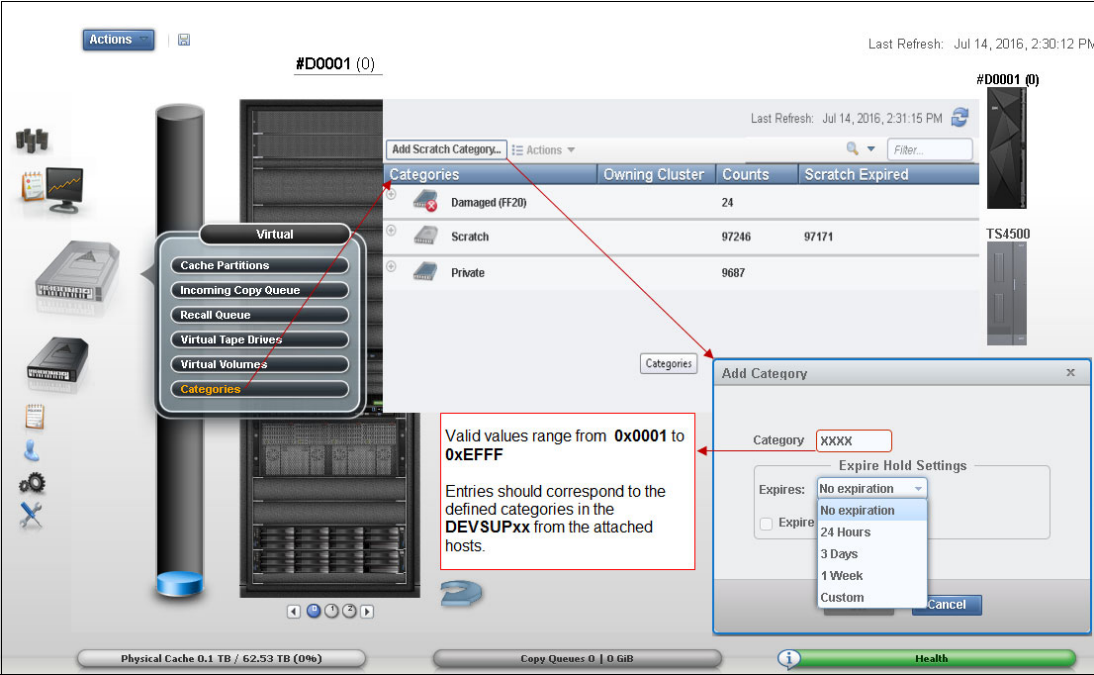 Actions
Last Refresh: Jul 14, 2016, 2:30:12 PM
#D0001 (0)
#D0001 (0)
Last Refresh: Jul 14, 2016, 2:31:15 PM
Add Scratch Category... Actions Filter...
Categories Owning Cluster Counts Scratch Expired
Damaged (FF20) 24
Scratch 97246 97171
Private 9687
TS4500
Virtual
Cache Partitions
Incoming Copy Queue
Recall Queue
Virtual Tape Drives
Virtual Volumes
Categories
Categories
Valid values range from 0x0001 to
0xEFFF
Entries should correspond to the
defined categories in the
DEVSUPxx from the attached
hosts.
Add Category x
Category XXXX
Expire Hold Settings
Expires: No expiration
No expiration
Expire
24 Hours
3 Days
1 Week
Custom
Cancel
Physical Cache 0.1 TB / 62.53 TB (0%)
Copy Queues 0 | 0 GiB
Health